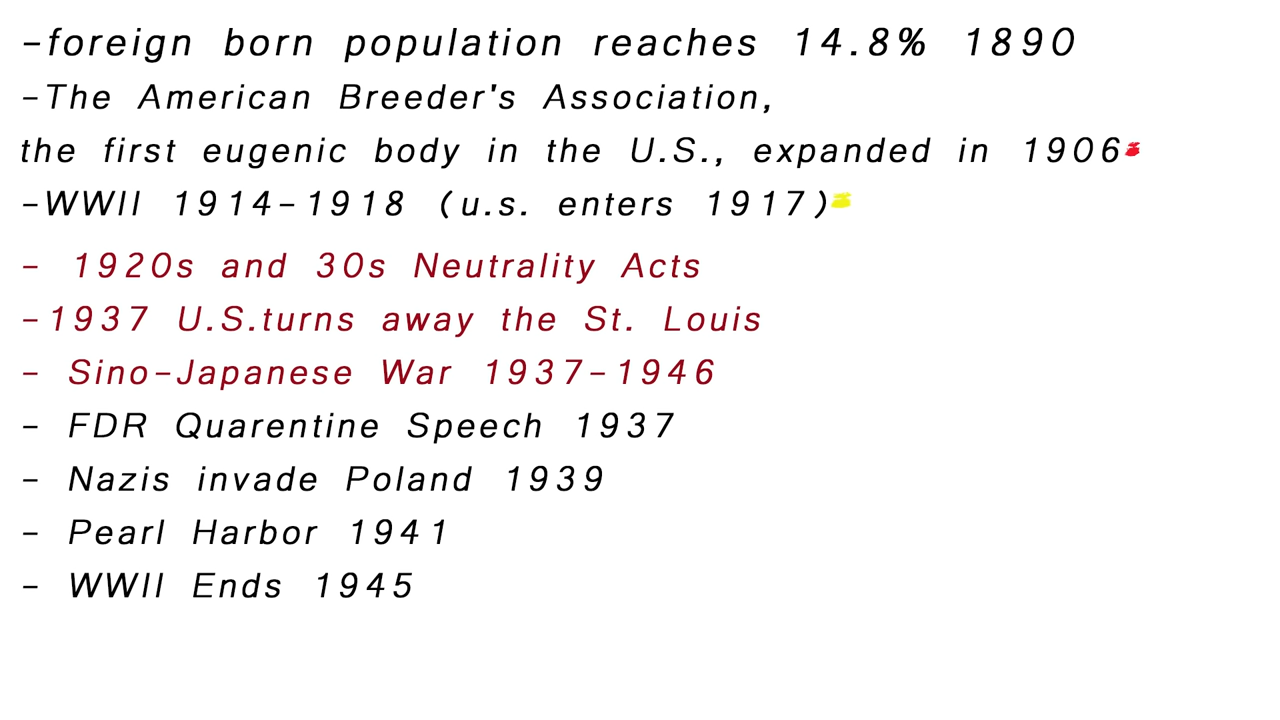 -foreign born population reaches 14.8% 1890
-The American Breeder's Association,
the first eugenic body in the U.S., expanded in 1906
-WWII 1914-1918 (u.s. enters 1917)
- 1920s and 30s Neutrality Acts
-1937 U.S.turns away the St. Louis
- Sino-Japanese War 1937-1946
- FDR Quarentine Speech 1937
- Nazis invade Poland 1939
- Pearl Harbor 1941
- WWII Ends 1945